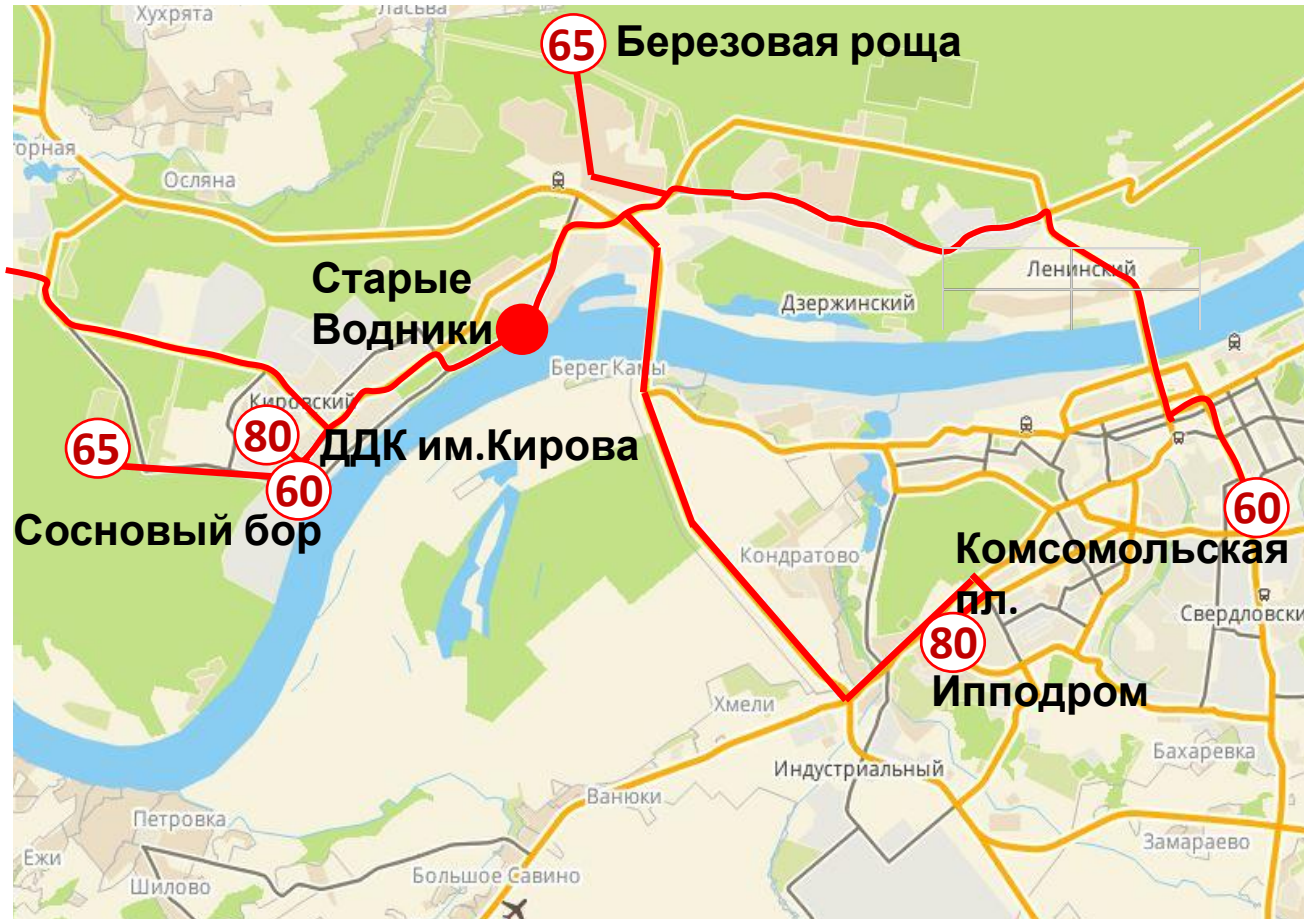 Хухрята
Ласьва
65 Березовая роща
горная
Осляна
Старые
Водники
Ленинский
Дзержинский
Берег Камы
Кировский
65
80
ДДК им.Кирова
60
60
Сосновый бор
Кондратово
Комсомольская
пл.
Свердловски
80
Ипподром
Хмели
Бахаревка
Индустриальный
Ванюки
Петровка
Замараево
Ежи
Шилово
Большое Савино